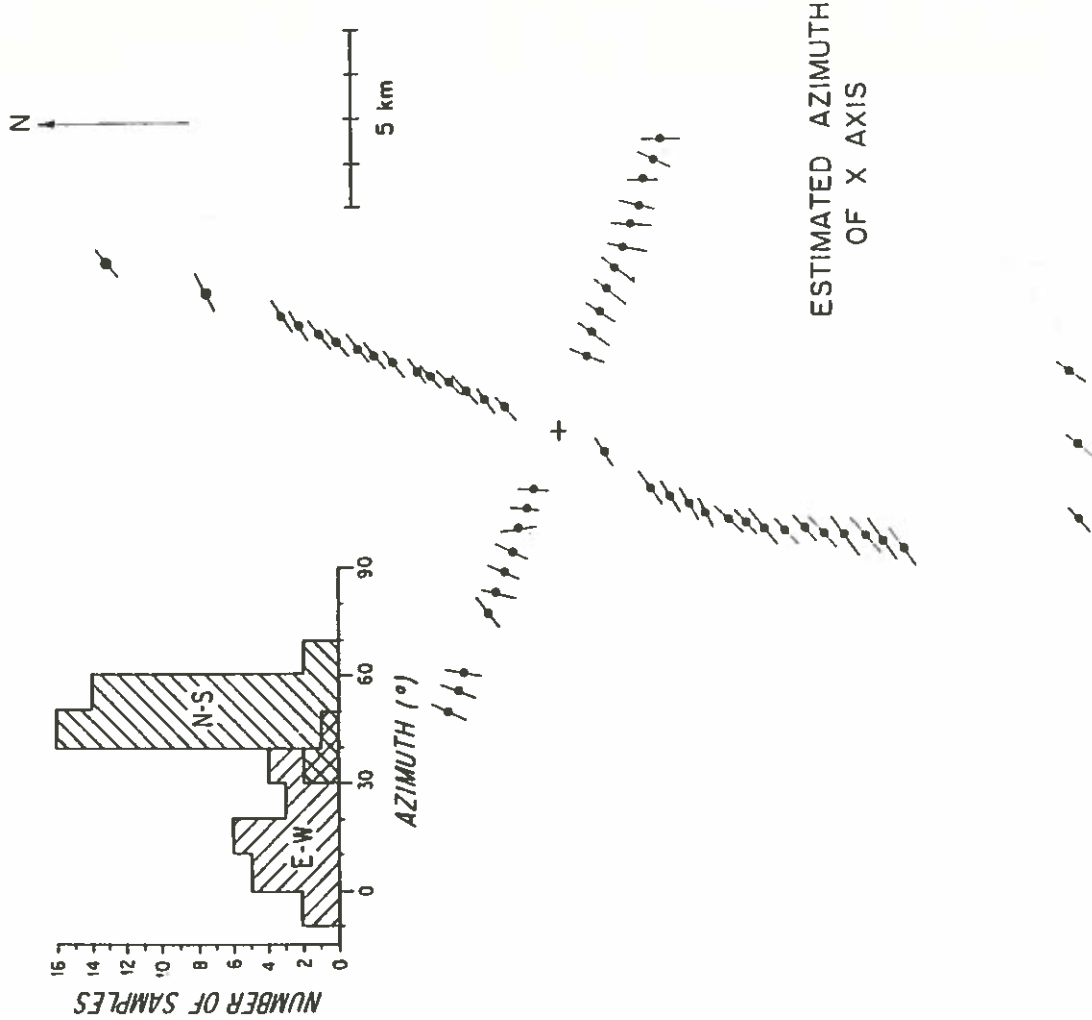 N
5 km
NUMBER OF SAMPLES
16
14
12
10
8
6
4
2
0
N-S
E-W
0
30
60
90
AZIMUTH (°)
ESTIMATED AZIMUTH
OF X AXIS